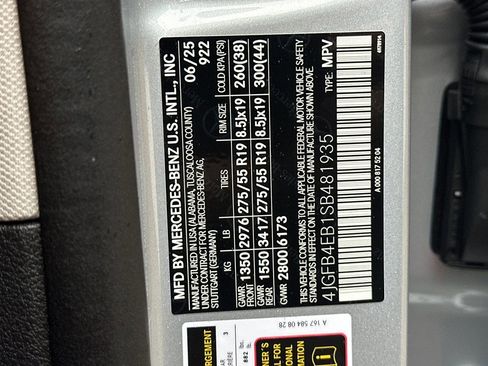 MFD BY MERCEDES-BENZ U.S. INTL., INC
MANUFACTURED IN USA (ALABAMA, TUSCALOOSA COUNTY)
UNDER CONTRACT FOR MERCEDES-BENZ AG,
STUTTGART (GERMANY)
06/25
922
KG LB RIM SIZE COLD KPA(PSI)
GAWR FRONT 1350 2976 275/55 R19 8.5Jx19 260(38)
GAWR REAR 1550 3417 275/55 R19 8.5Jx19 300(44)
GVWR 2800 6173
THIS VEHICLE CONFORMS TO ALL APPLICABLE FEDERAL MOTOR VEHICLE SAFETY
STANDARDS IN EFFECT ON THE DATE OF MANUFACTURE SHOWN ABOVE.
4JGFB4EB1SB481935
TYPE: MPV
A 000 817 52 04
A 167 584 08 28
3
882 lbs.